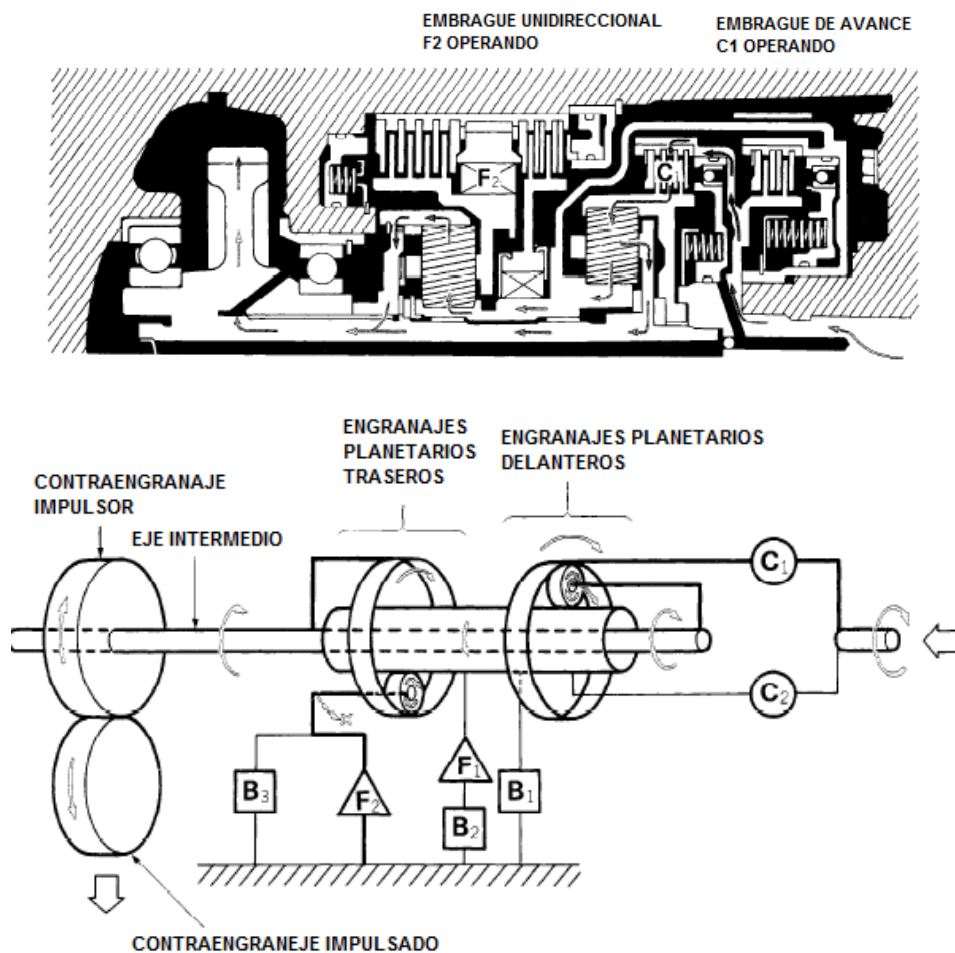 EMBRAGUE UNIDIRECCIONAL
F2 OPERANDO
EMBRAGUE DE AVANCE
C1 OPERANDO
F2
C1
ENGRANAJES
PLANETARIOS
TRASEROS
ENGRANAJES PLANETARIOS
DELANTEROS
CONTRAENGRANAJE
IMPULSOR
EJE INTERMEDIO
C1
C2
F1
B3
F2
B2
B1
CONTRAENGRANEJE IMPULSADO